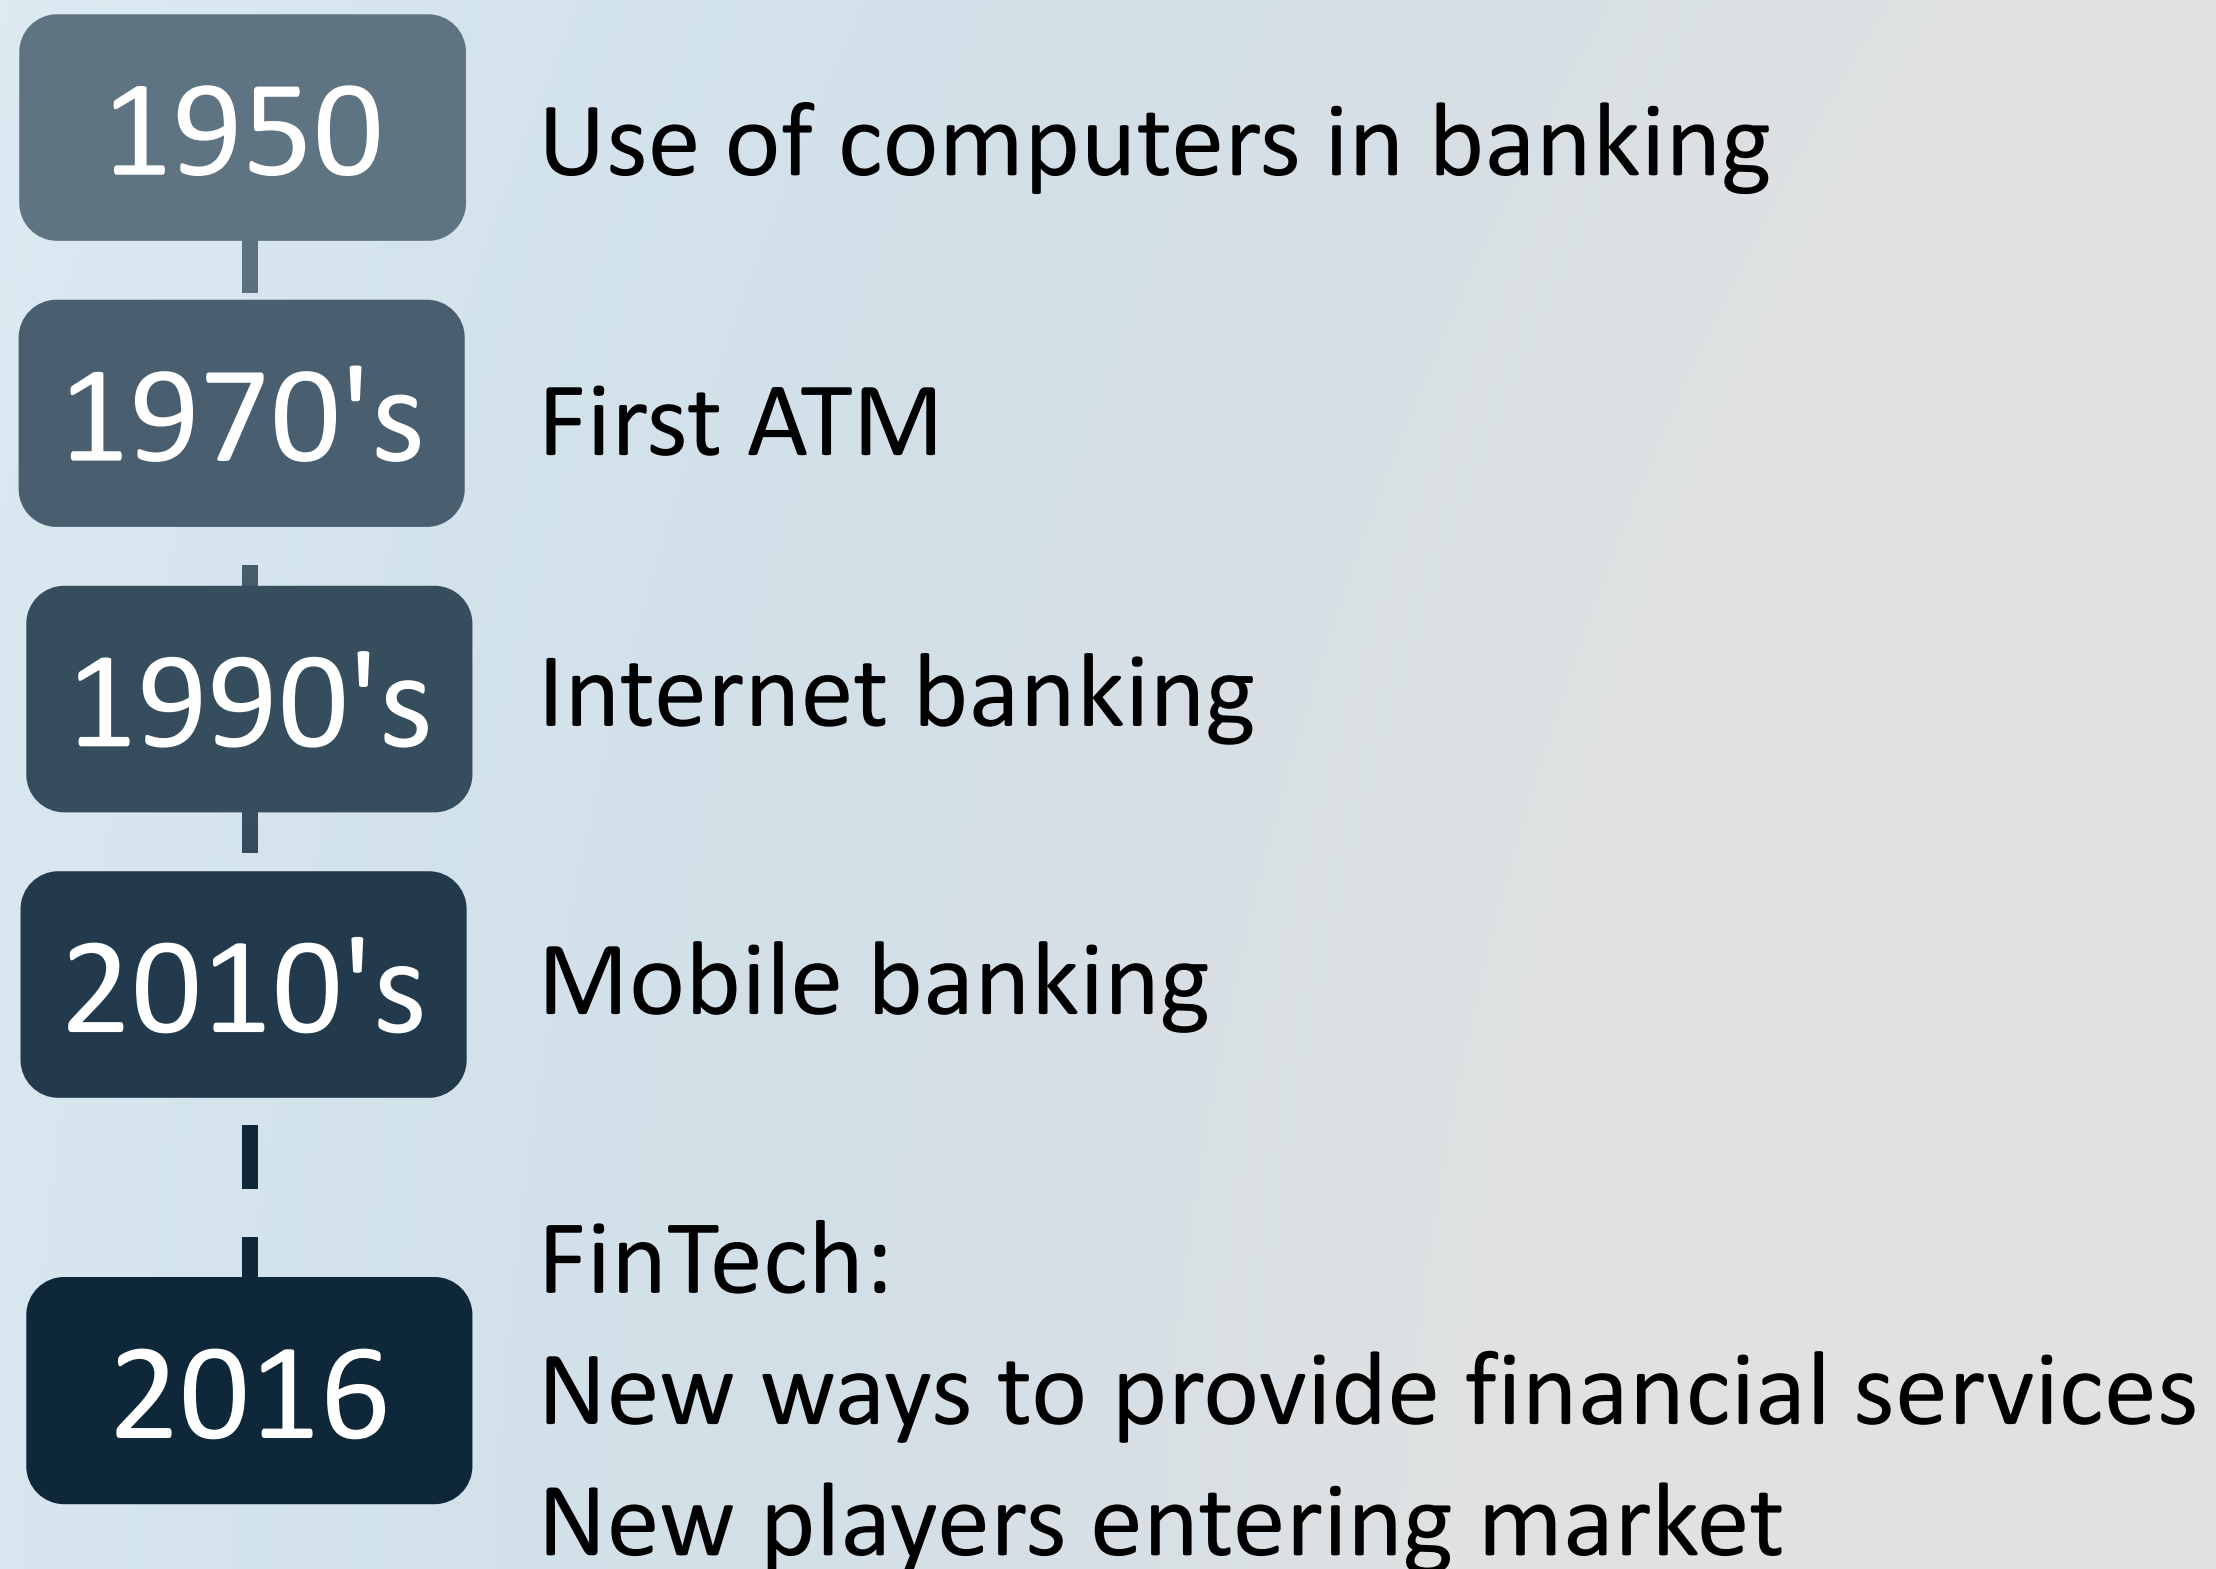 1950
Use of computers in banking
1970's
First ATM
1990's
Internet banking
2010's
Mobile banking
2016
FinTech:
New ways to provide financial services
New players entering market